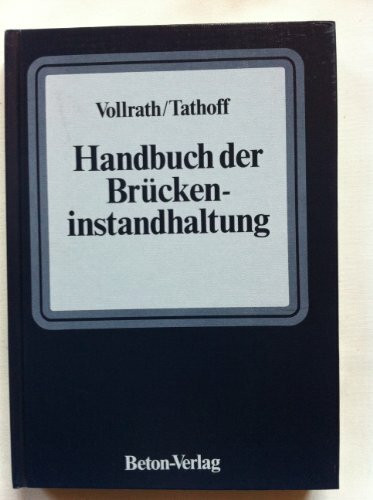 Vollrath/Tathoff
Handbuch der
Brücken-
instandhaltung
Beton-Verlag